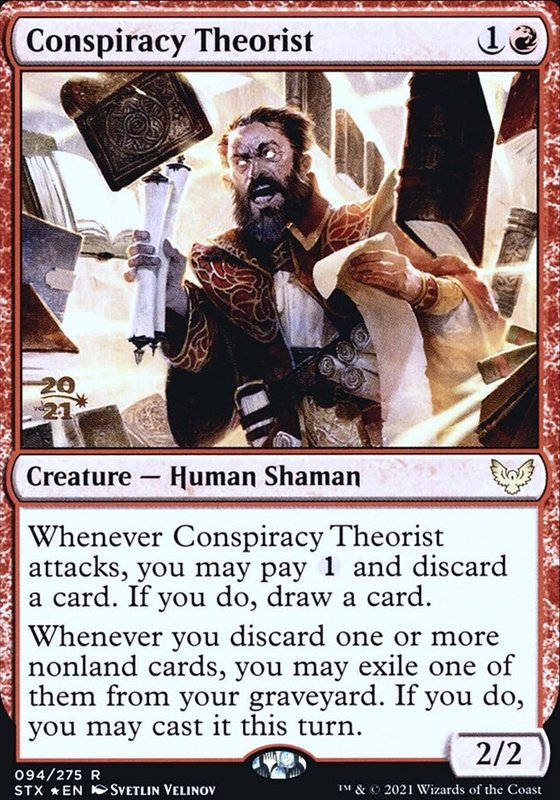 Conspiracy Theorist 1
20
21
Creature — Human Shaman
Whenever Conspiracy Theorist
attacks, you may pay 1 and discard
a card. If you do, draw a card.
Whenever you discard one or more
nonland cards, you may exile one of
them from your graveyard. If you do,
you may cast it this turn.
2/2
094/275 R
STX ★ EN Svetlin Velinov
™ & © 2021 Wizards of the Coast